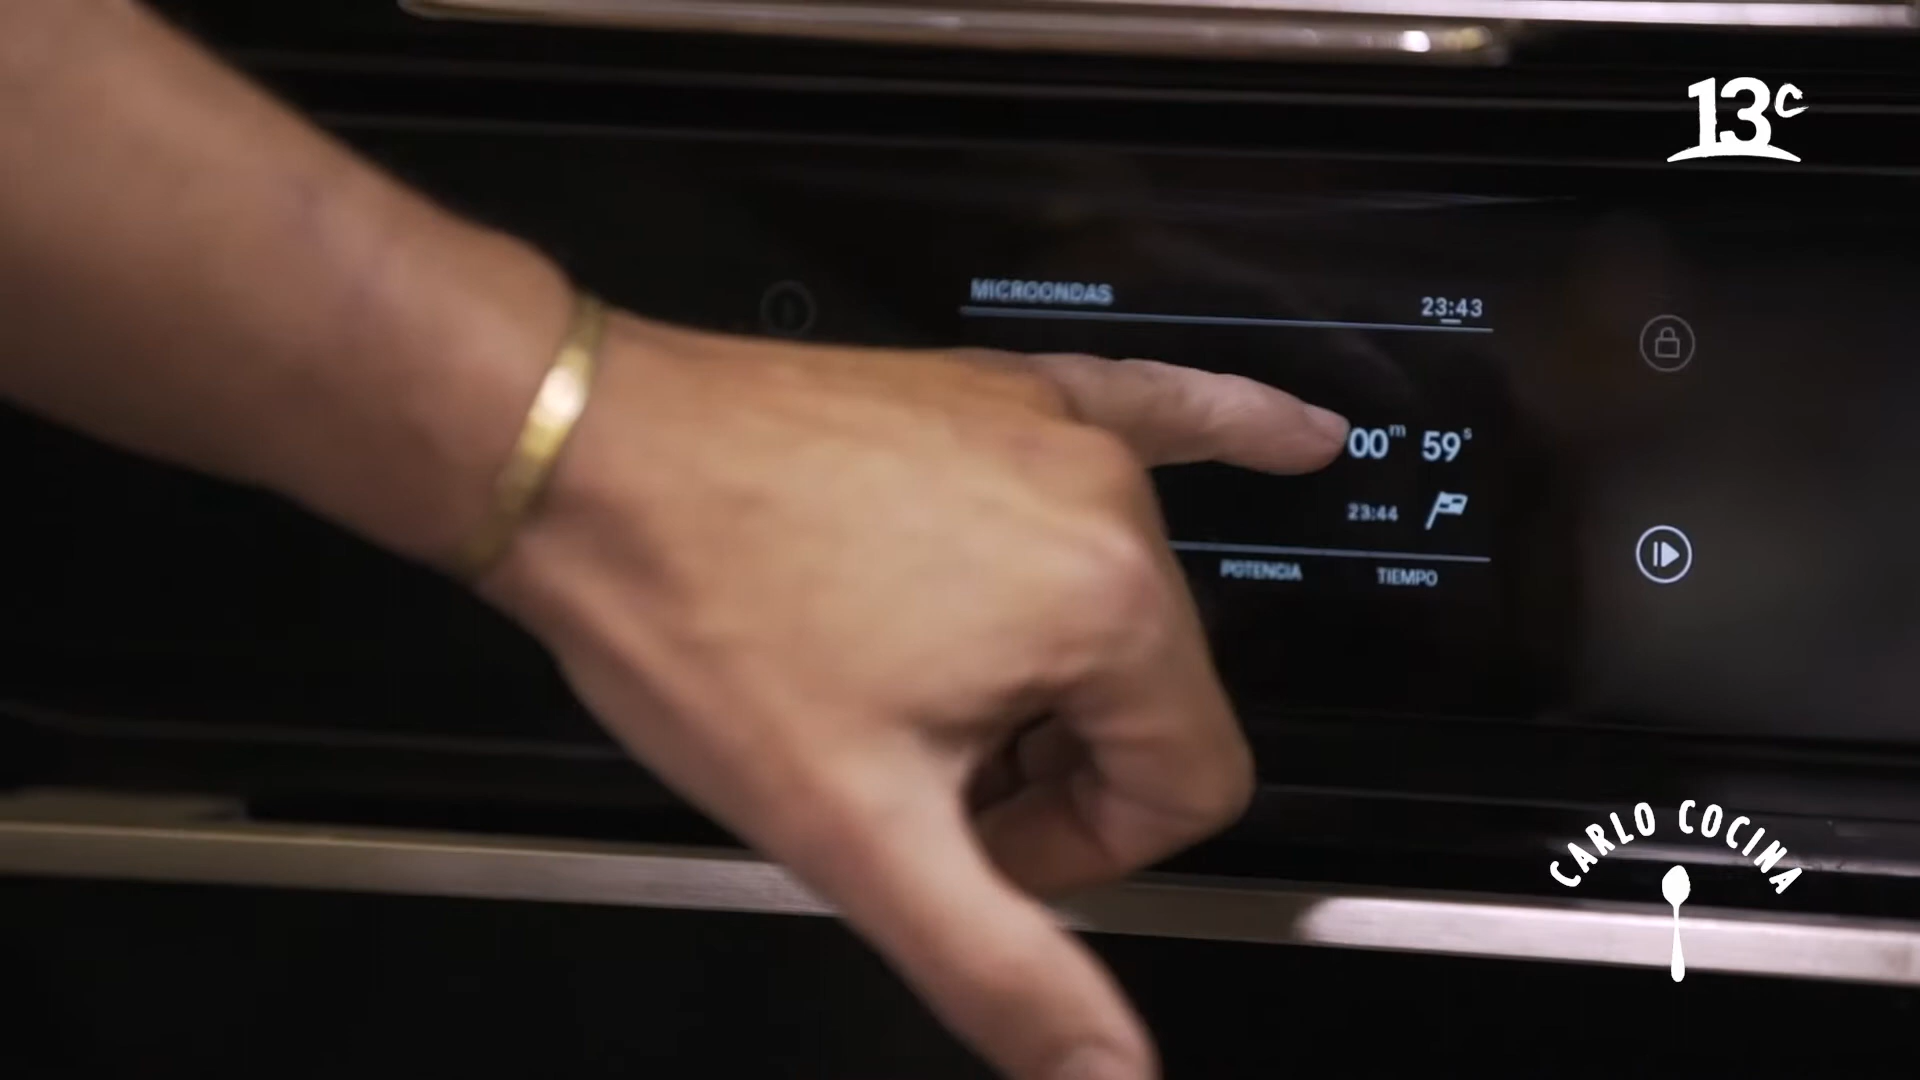 13c
MICROONDAS
23:43
00m 59s
23:44
POTENCIA TIEMPO
CARLO COCINA